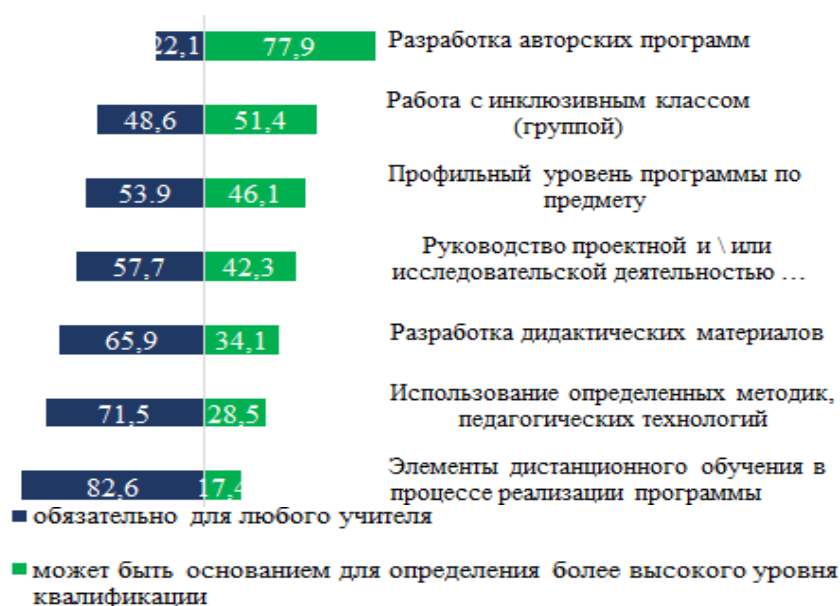 22,1 77,9 Разработка авторских программ
48,6 51,4 Работа с инклюзивным классом
(группой)
53.9 46,1 Профильный уровень программы по
предмету
57,7 42,3 Руководство проектной и \ или
исследовательской деятельностью …
65,9 34,1 Разработка дидактических материалов
71,5 28,5 Использование определенных методик,
педагогических технологий
82,6 17,4 Элементы дистанционного обучения в
процессе реализации программы
обязательно для любого учителя
может быть основанием для определения более высокого уровня
квалификации